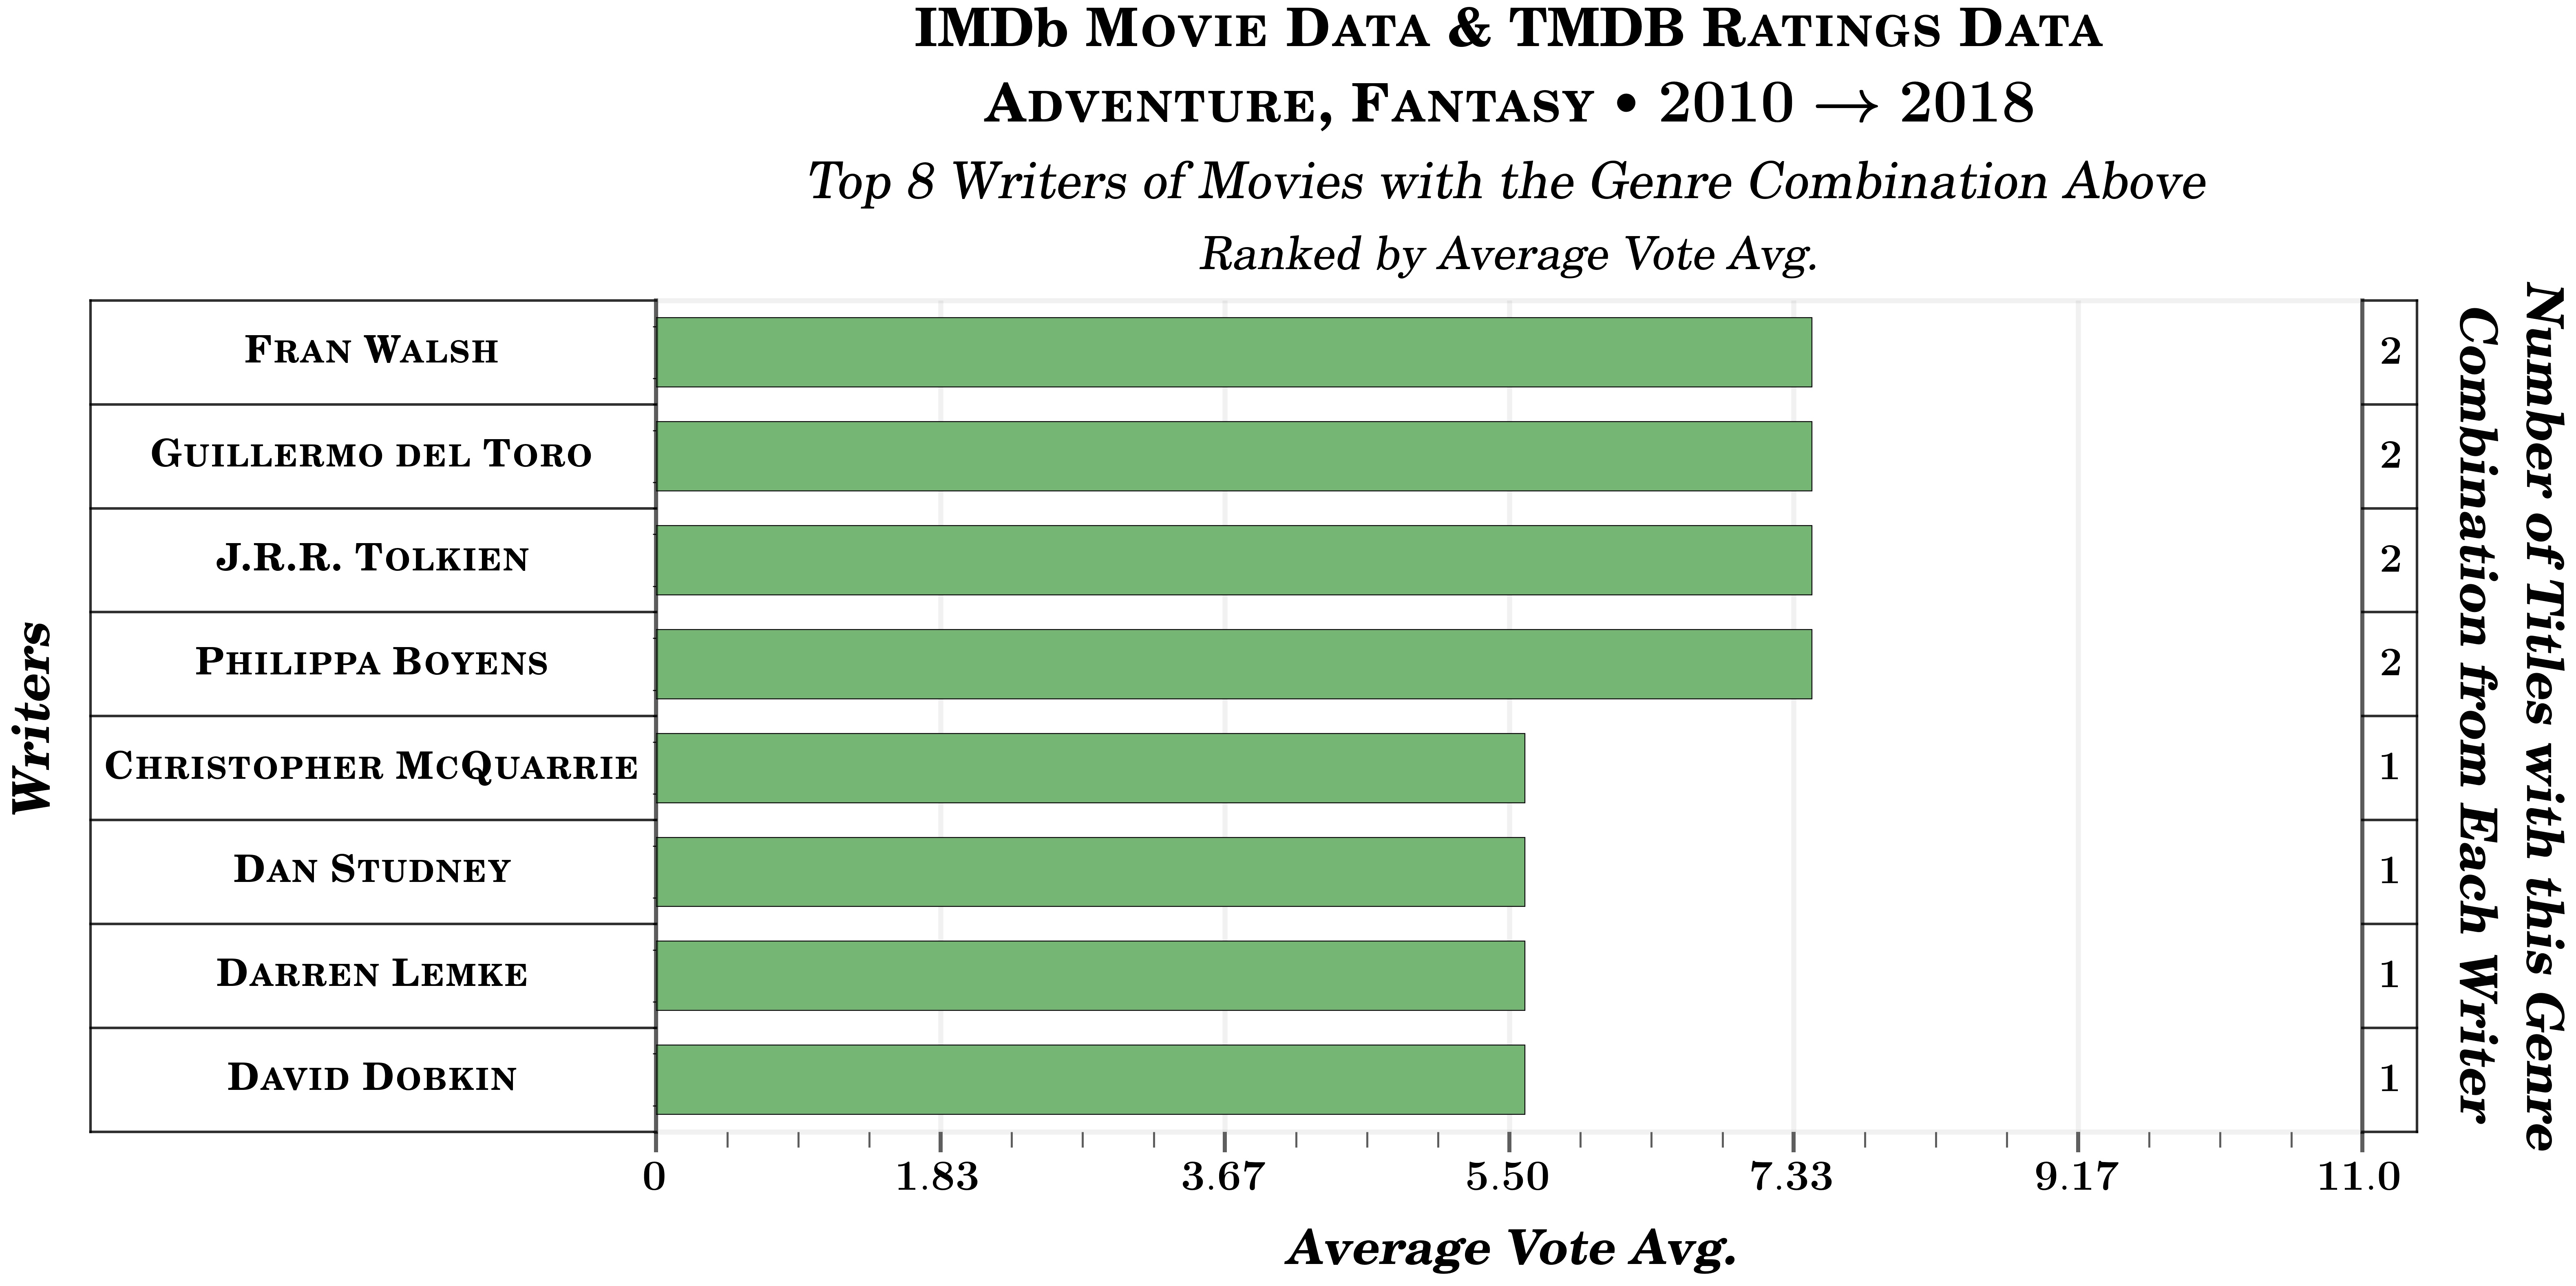 IMDb Movie Data & TMDB Ratings Data
Adventure, Fantasy • 2010 → 2018
Top 8 Writers of Movies with the Genre Combination Above
Ranked by Average Vote Avg.
Writers
Fran Walsh 2
Guillermo del Toro 2
J.R.R. Tolkien 2
Philippa Boyens 2
Christopher McQuarrie 1
Dan Studney 1
Darren Lemke 1
David Dobkin 1
Number of Titles with this Genre
Combination from Each Writer
0 1.83 3.67 5.50 7.33 9.17 11.0
Average Vote Avg.